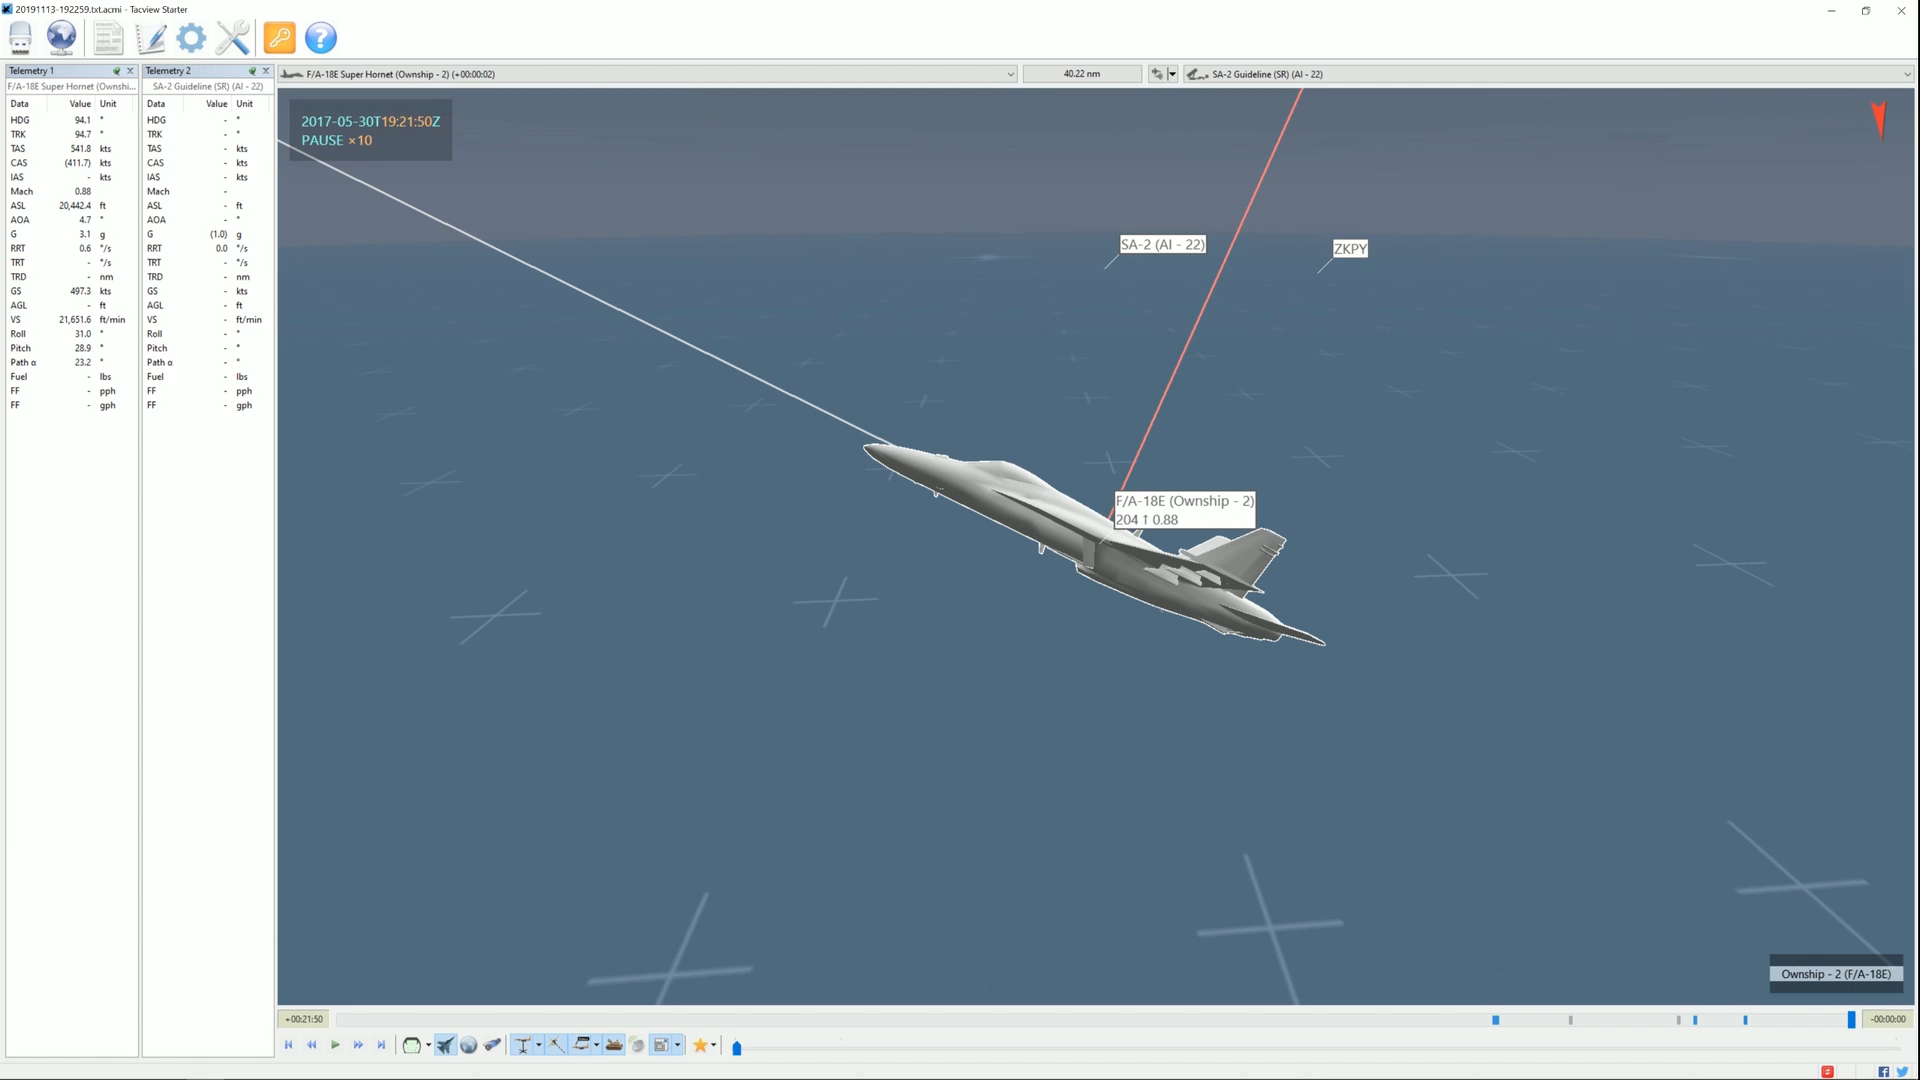 20191113-192259.txt.acmi - Tacview Starter
Telemetry 1
Telemetry 2
F/A-18E Super Hornet (Ownship - 2) (+00:00:02)
40.22 nm
SA-2 Guideline (SR) (AI - 22)
F/A-18E Super Hornet (Ownshi...
SA-2 Guideline (SR) (AI - 22)
Data Value Unit
Data Value Unit
HDG 94.1 °
HDG - °
TRK 94.7 °
TRK - °
TAS 541.8 kts
TAS - kts
CAS (411.7) kts
CAS - kts
IAS - kts
IAS - kts
Mach 0.88
Mach -
ASL 20,442.4 ft
ASL - ft
AOA 4.7 °
AOA - °
G 3.1 g
G (1.0) g
RRT 0.6 °/s
RRT 0.0 °/s
TRT - °/s
TRT - °/s
TRD - nm
TRD - nm
GS 497.3 kts
GS - kts
AGL - ft
AGL - ft
VS 21,651.6 ft/min
VS - ft/min
Roll 31.0 °
Roll - °
Pitch 28.9 °
Pitch - °
Path α 23.2 °
Path α - °
Fuel - lbs
Fuel - lbs
FF - pph
FF - pph
FF - gph
FF - gph
2017-05-30T19:21:50Z
PAUSE ×10
SA-2 (AI - 22)
ZKPY
F/A-18E (Ownship - 2)
204 ↑ 0.88
Ownship - 2 (F/A-18E)
+00:21:50
-00:00:00